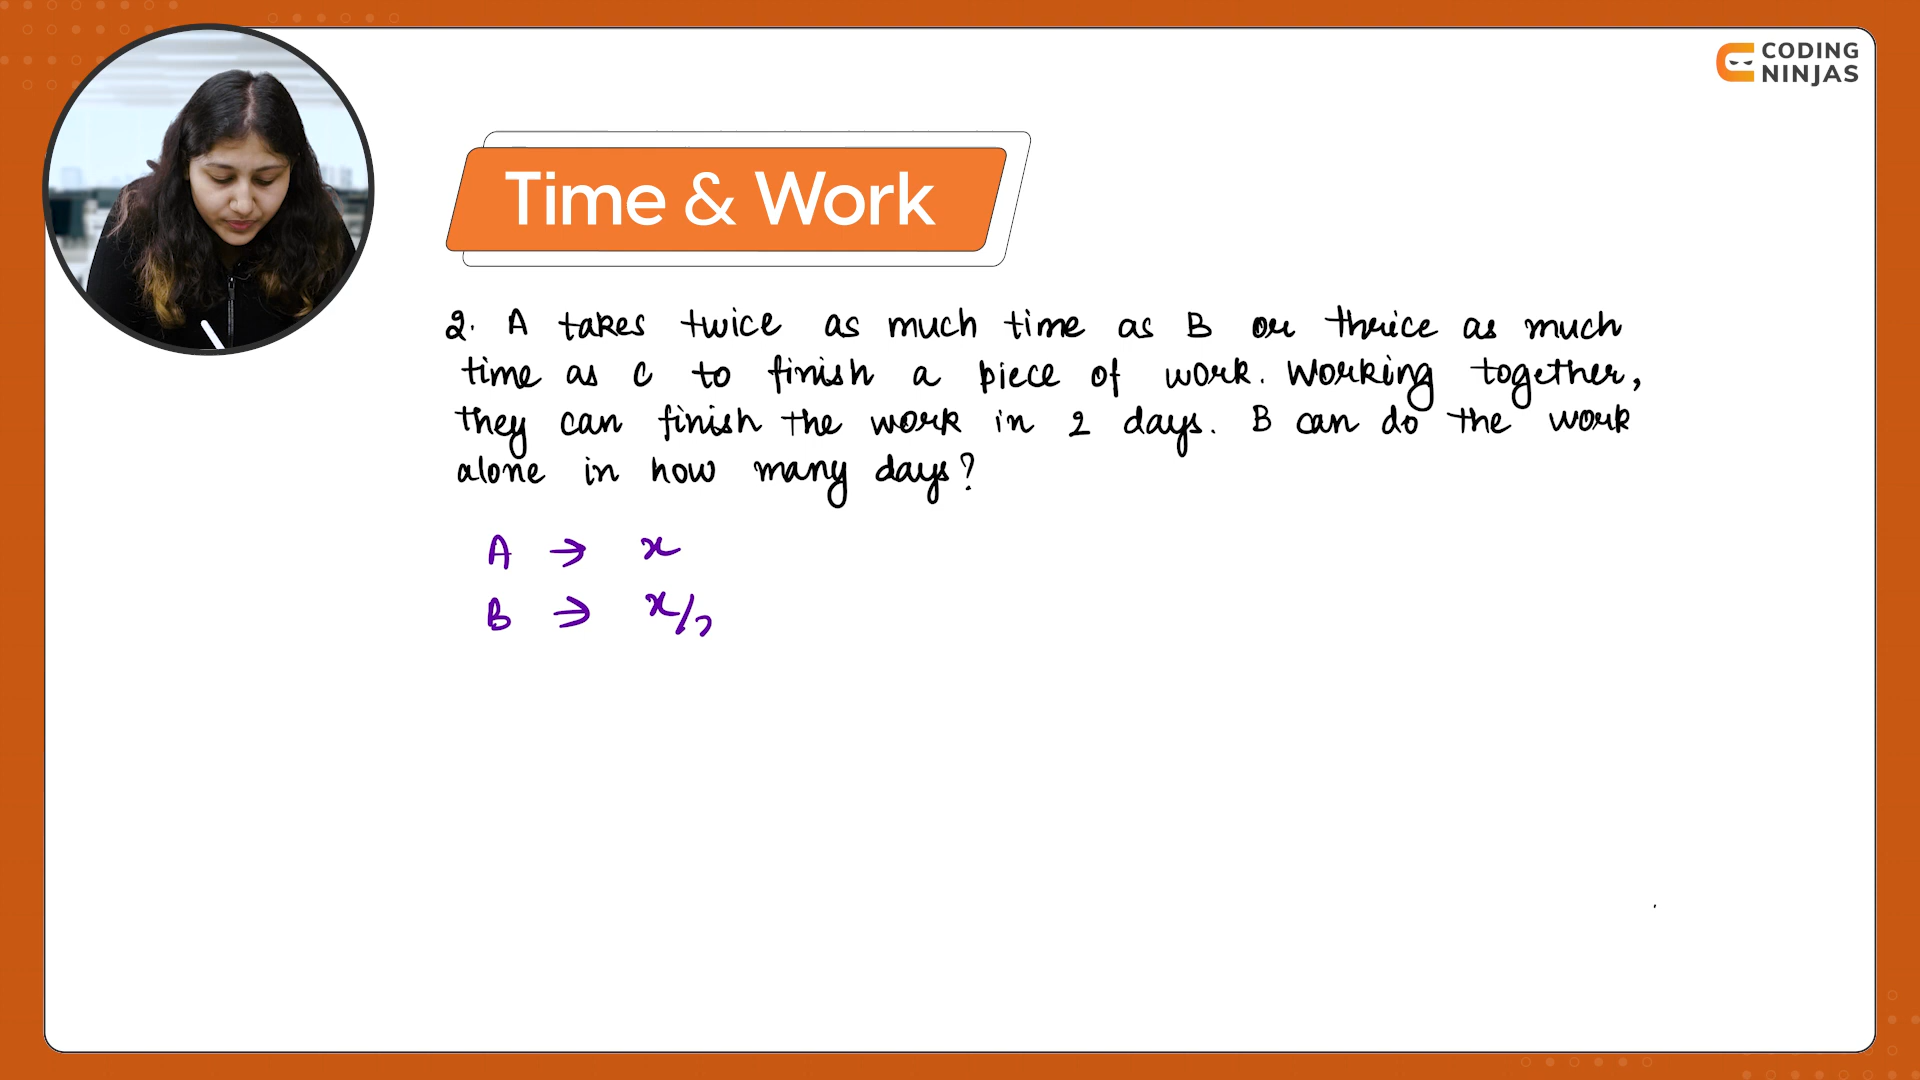 CODING
NINJAS
Time & Work
2. A takes twice as much time as B or thrice as much
time as C to finish a piece of work. Working together,
they can finish the work in 2 days. B can do the work
alone in how many days?
A → x
B → x/2